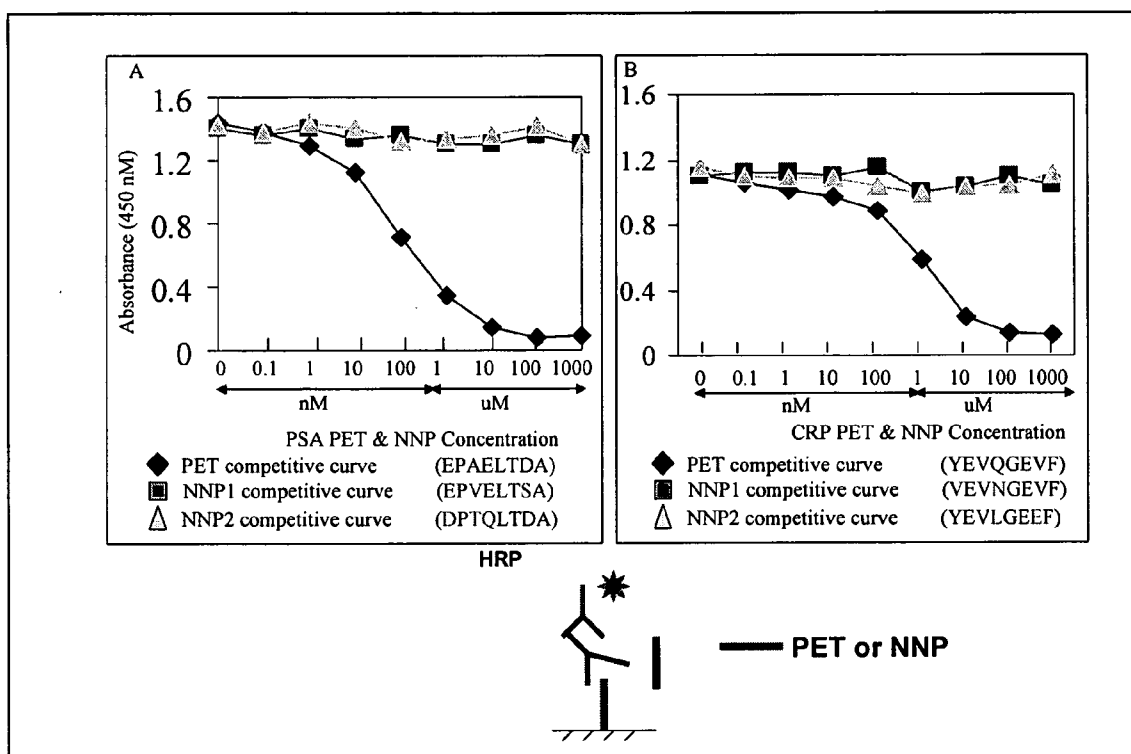 A
1.6
1.2
0.8
0.4
0
Absorbance (450 nM)
0 0.1 1 10 100 1 10 100 1000
nM uM
PSA PET & NNP Concentration
PET competitive curve (EPAELTDA)
NNP1 competitive curve (EPVELTSA)
NNP2 competitive curve (DPTQLTDA)
B
1.6
1.2
0.8
0.4
0
0 0.1 1 10 100 1 10 100 1000
nM uM
CRP PET & NNP Concentration
PET competitive curve (YEVQGEVF)
NNP1 competitive curve (VEVNGEVF)
NNP2 competitive curve (YEVLGEEF)
HRP
PET or NNP